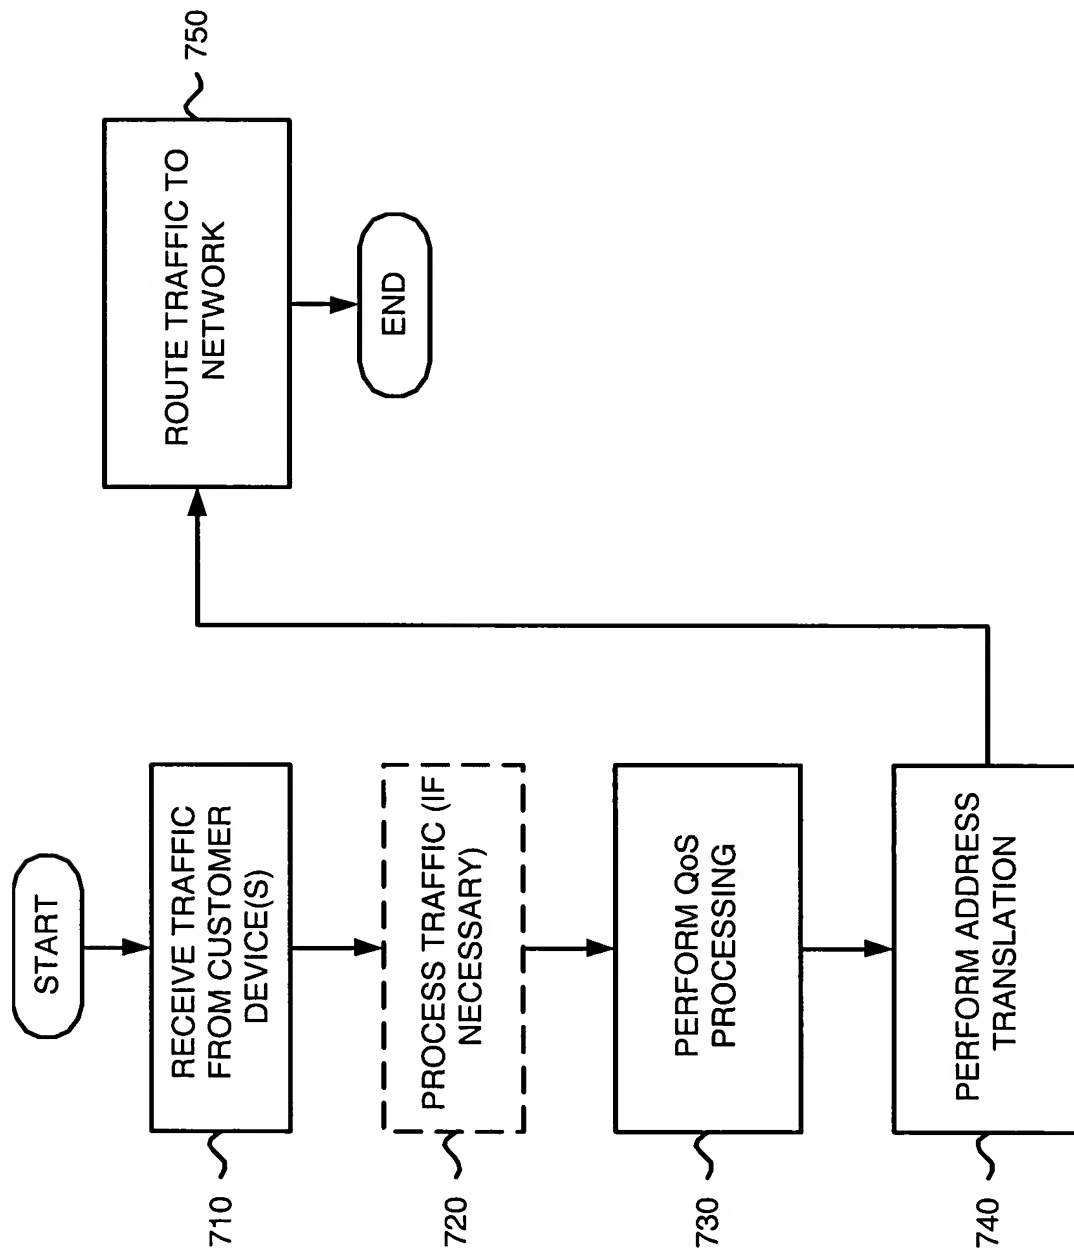 START
RECEIVE TRAFFIC
FROM CUSTOMER
DEVICE(S)
710
PROCESS TRAFFIC (IF
NECESSARY)
720
PERFORM QoS
PROCESSING
730
PERFORM ADDRESS
TRANSLATION
740
ROUTE TRAFFIC TO
NETWORK
750
END